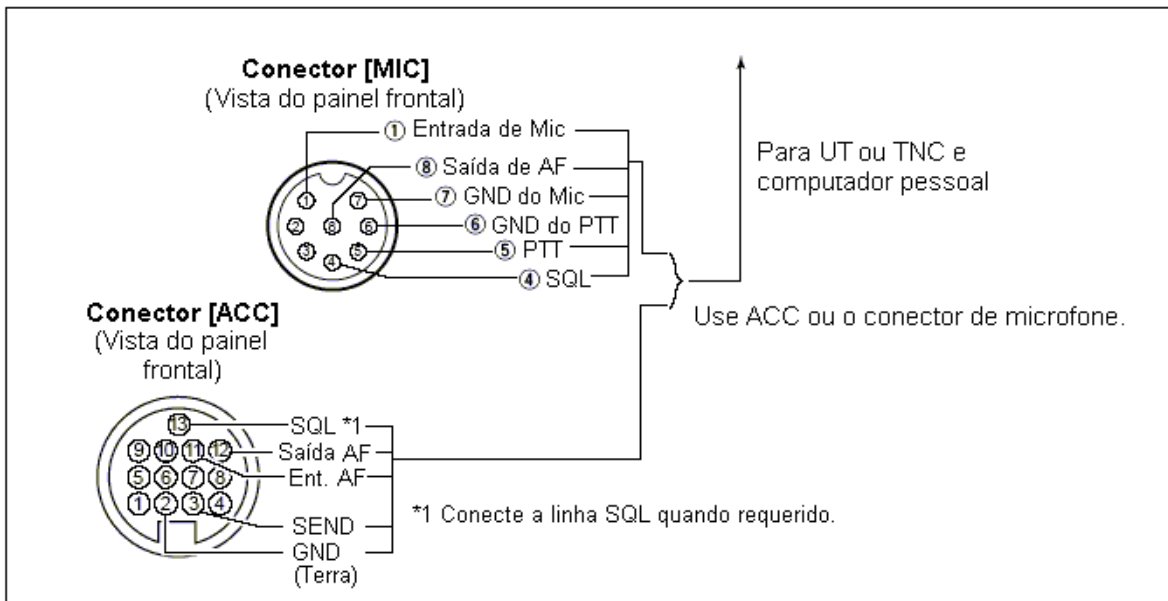 Conector [MIC]
(Vista do painel frontal)
① Entrada de Mic
⑧ Saída de AF
⑦ GND do Mic
⑥ GND do PTT
⑤ PTT
④ SQL
1
7
2
8
6
3
5
4
Para UT ou TNC e
computador pessoal
Use ACC ou o conector de microfone.
Conector [ACC]
(Vista do painel
frontal)
13
9 10 11 12
5 6 7 8
1 2 3 4
SQL *1
Saída AF
Ent. AF
SEND
GND
(Terra)
*1 Conecte a linha SQL quando requerido.